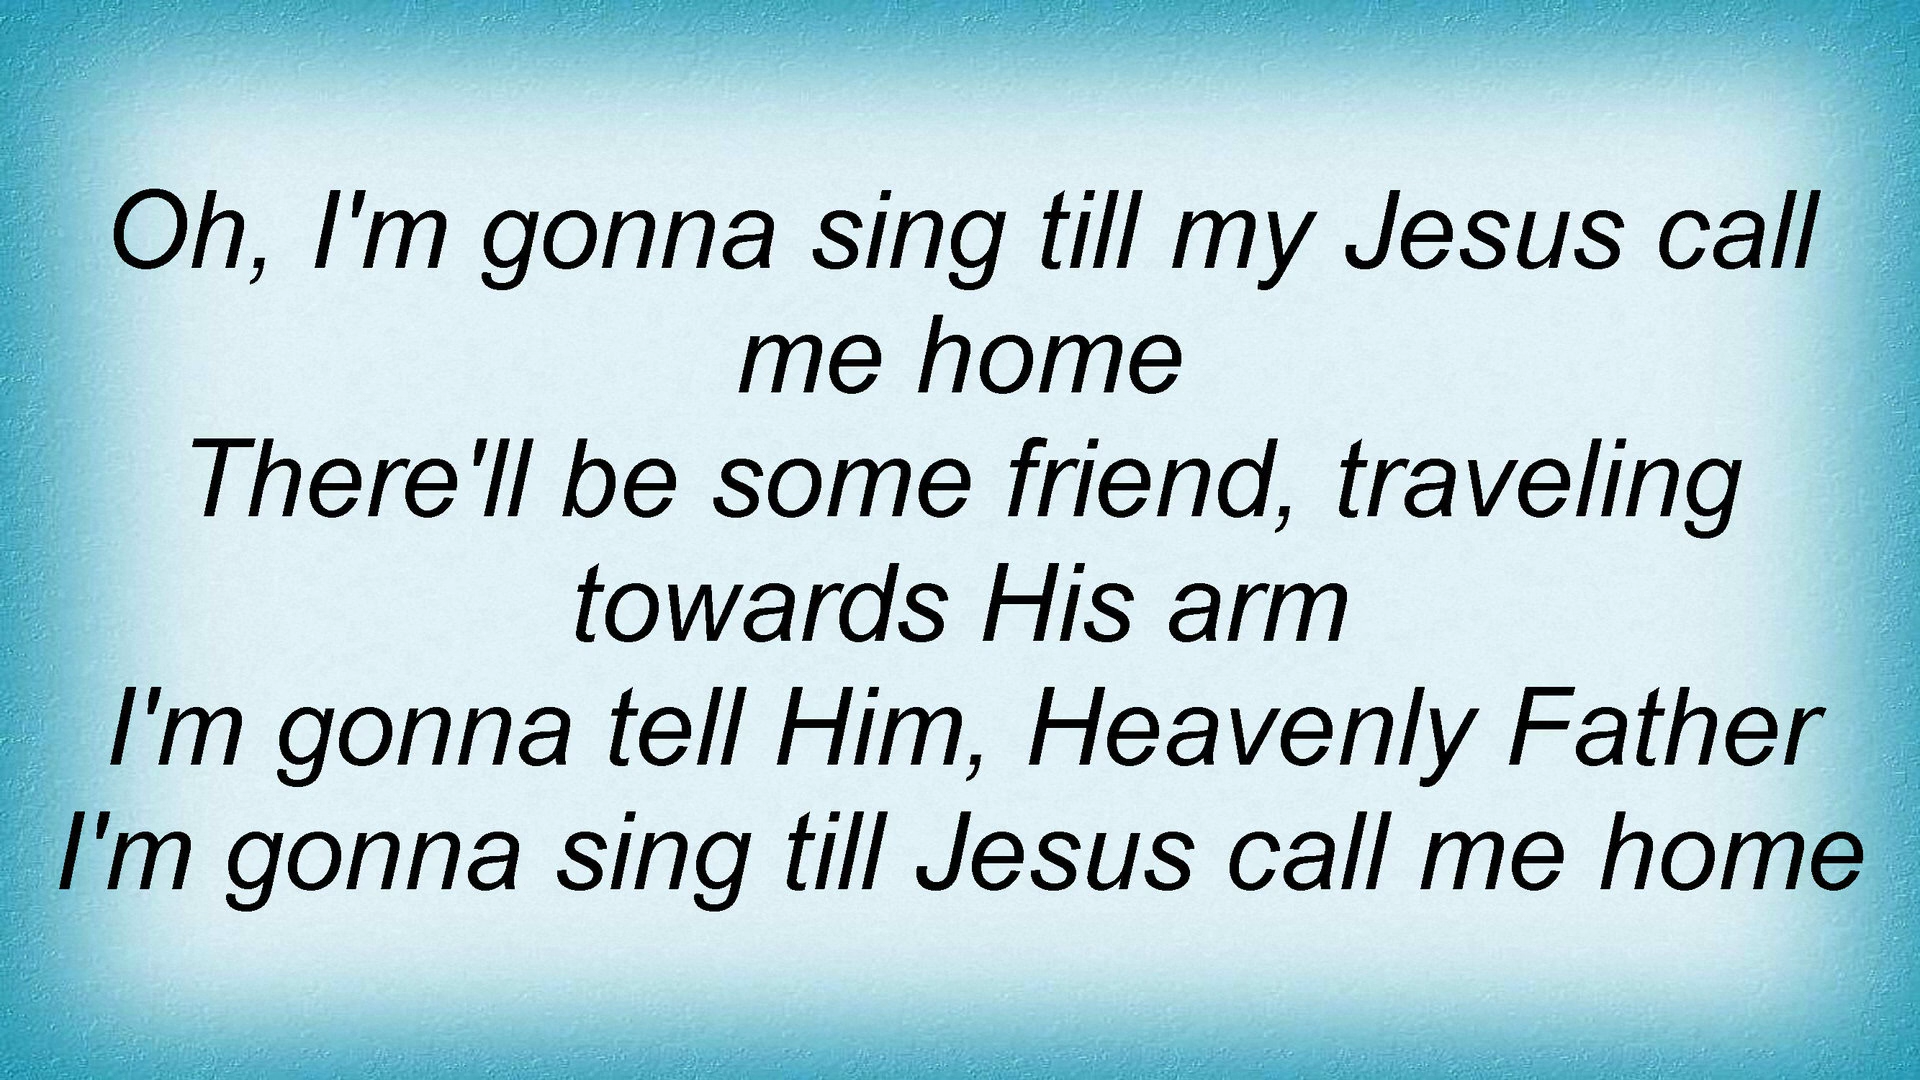 Oh, I'm gonna sing till my Jesus call
me home
There'll be some friend, traveling
towards His arm
I'm gonna tell Him, Heavenly Father
I'm gonna sing till Jesus call me home